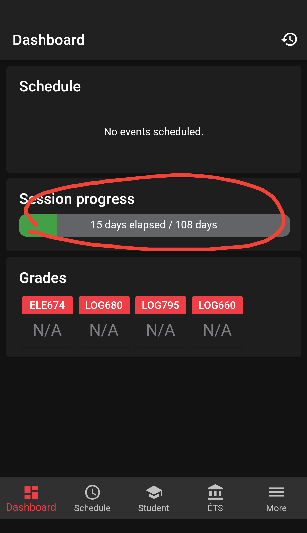 Dashboard
Schedule
No events scheduled.
Session progress
15 days elapsed / 108 days
Grades
ELE674 LOG680 LOG795 LOG660
N/A N/A N/A N/A
Dashboard Schedule Student ÉTS More